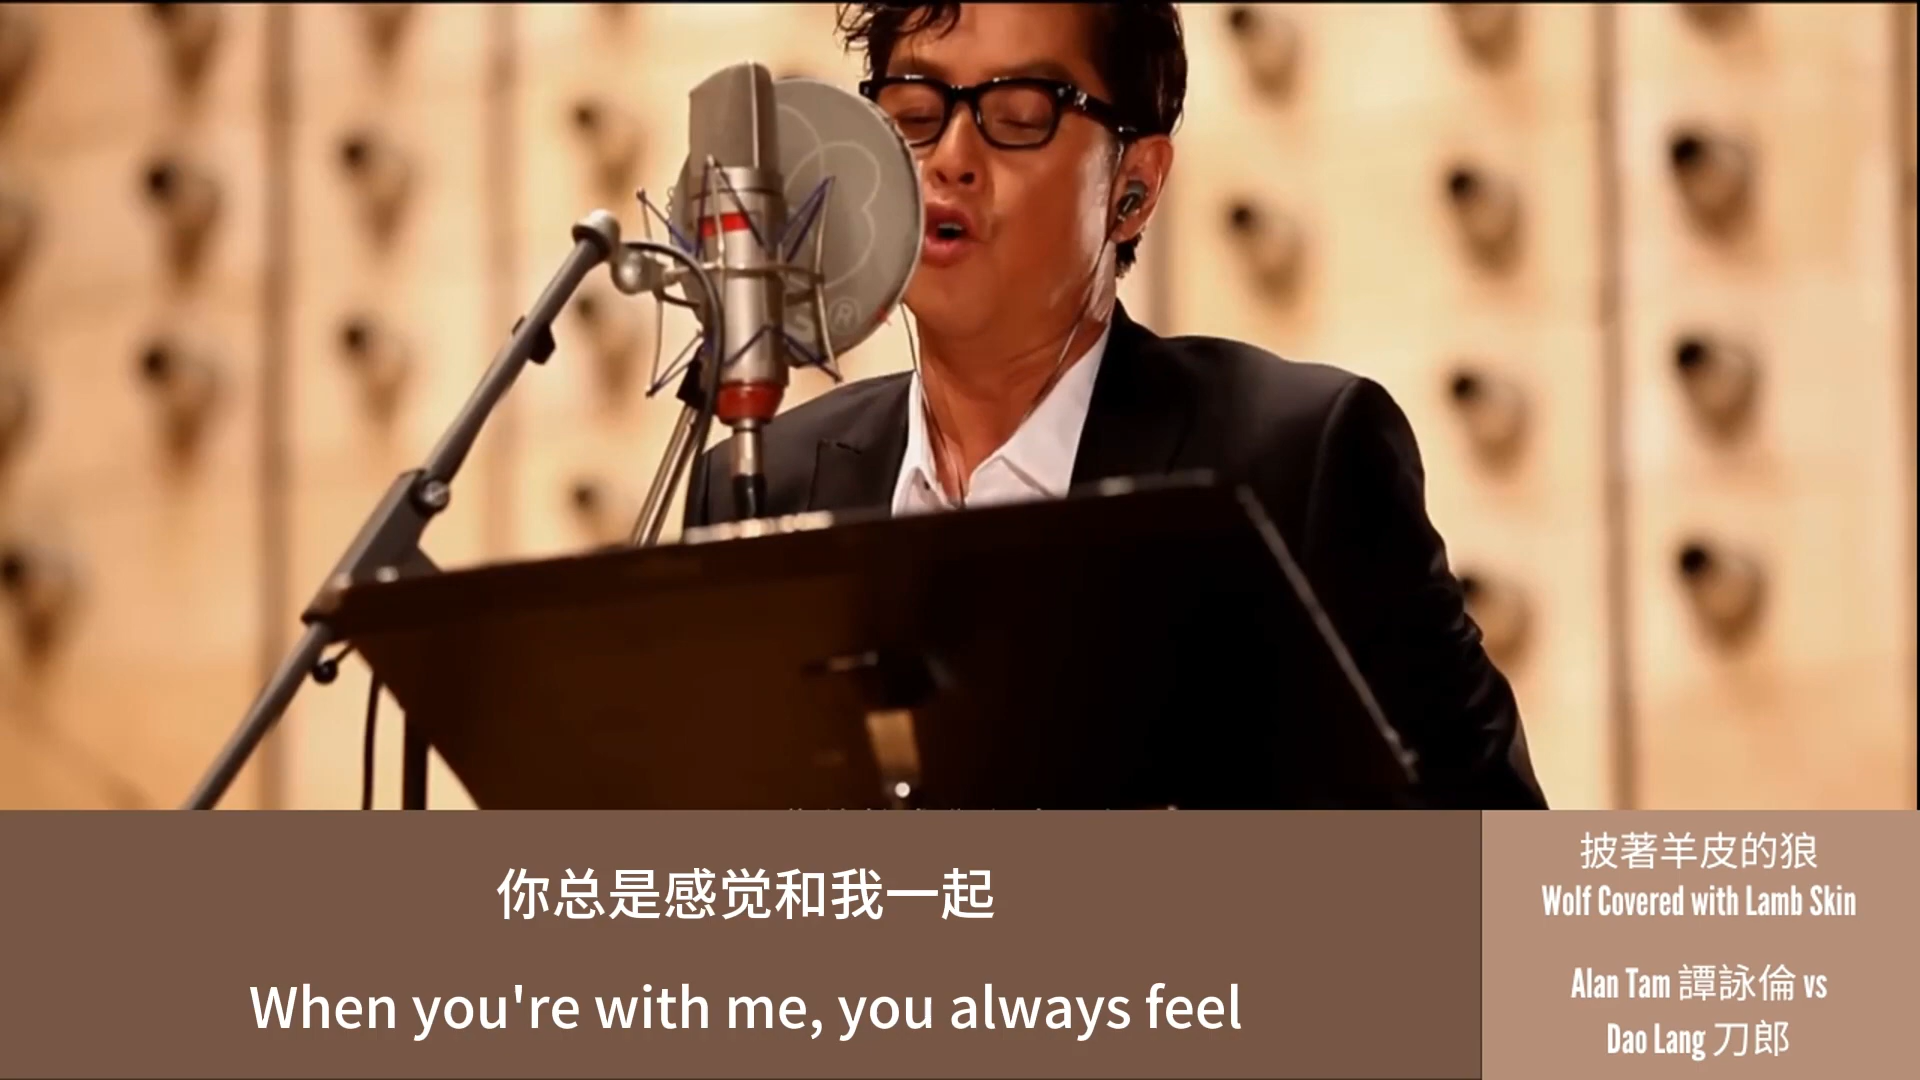 ®
你总是感觉和我一起
When you're with me, you always feel
披著羊皮的狼
Wolf Covered with Lamb Skin
Alan Tam 譚詠倫 vs
Dao Lang 刀郎